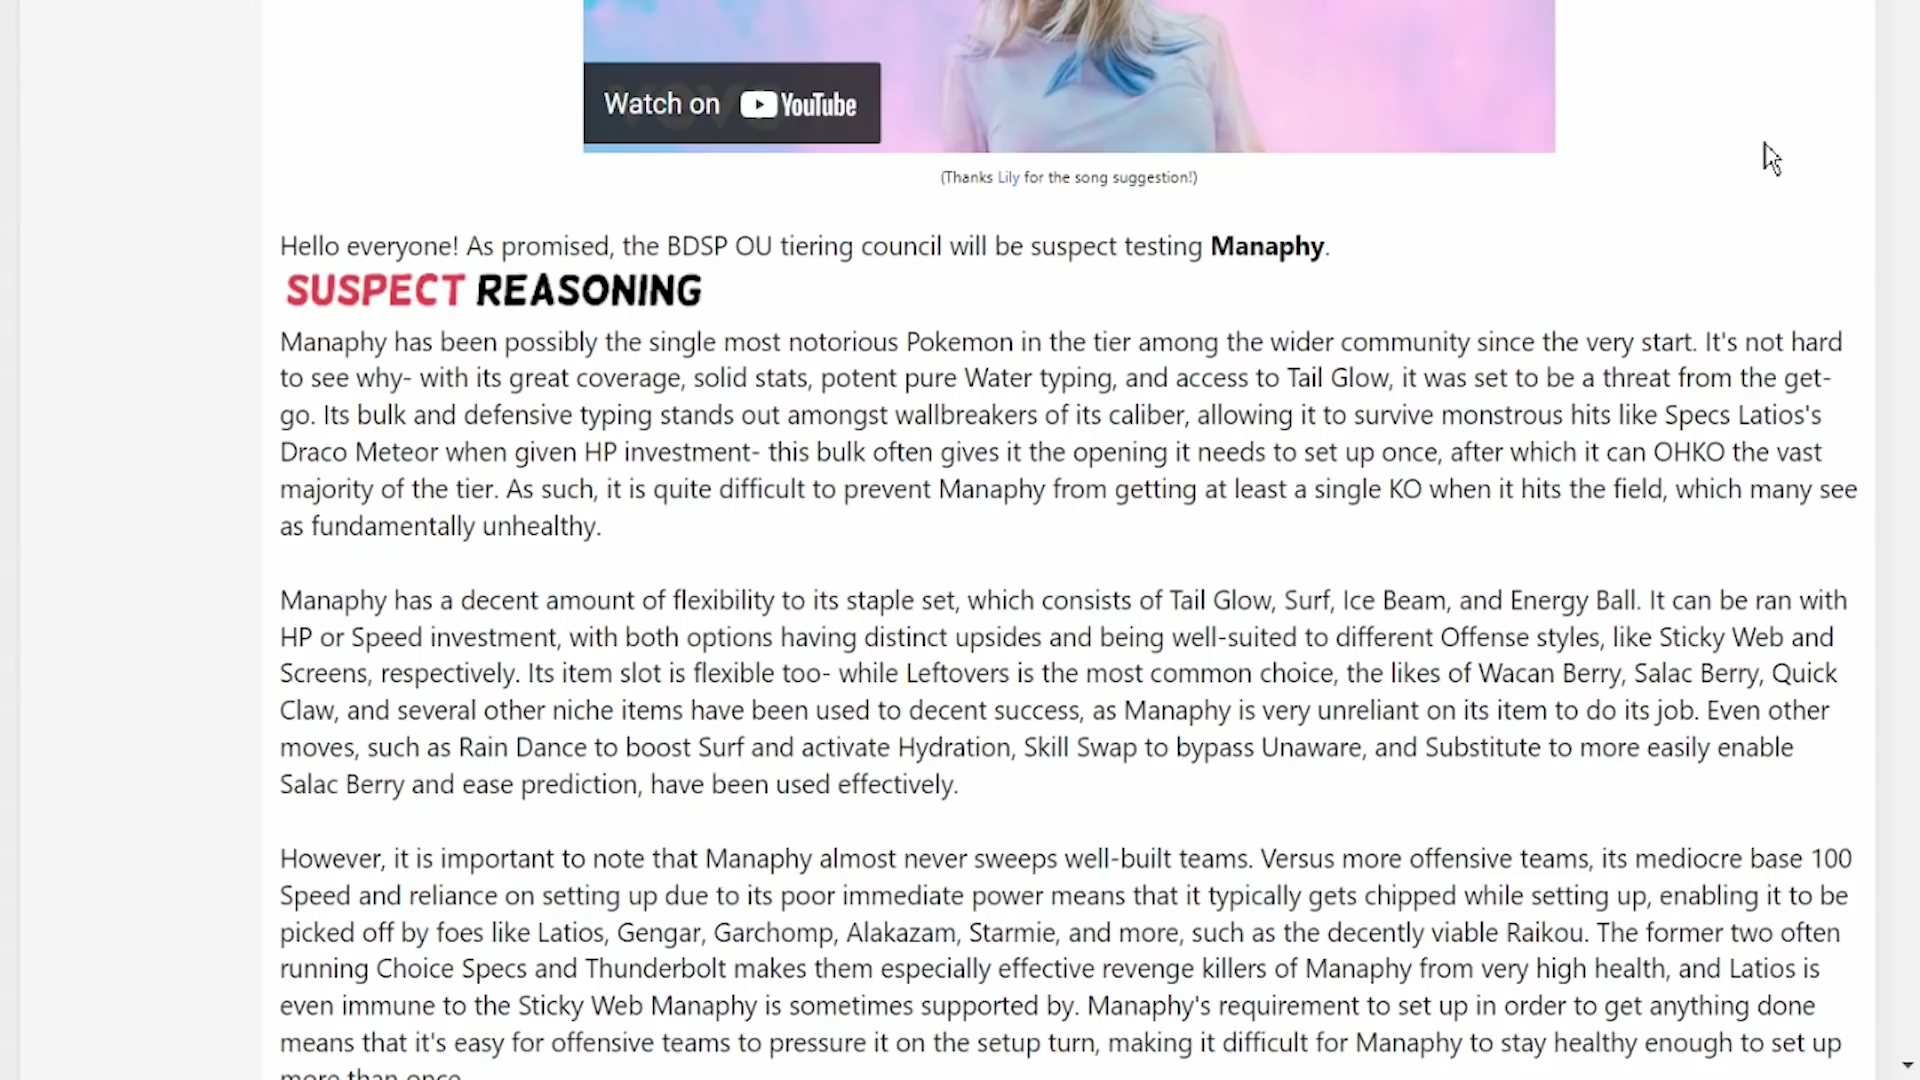 Watch on YouTube
(Thanks Lily for the song suggestion!)
Hello everyone! As promised, the BDSP OU tiering council will be suspect testing Manaphy.
SUSPECT REASONING
Manaphy has been possibly the single most notorious Pokemon in the tier among the wider community since the very start. It's not hard
to see why- with its great coverage, solid stats, potent pure Water typing, and access to Tail Glow, it was set to be a threat from the get-
go. Its bulk and defensive typing stands out amongst wallbreakers of its caliber, allowing it to survive monstrous hits like Specs Latios's
Draco Meteor when given HP investment- this bulk often gives it the opening it needs to set up once, after which it can OHKO the vast
majority of the tier. As such, it is quite difficult to prevent Manaphy from getting at least a single KO when it hits the field, which many see
as fundamentally unhealthy.
Manaphy has a decent amount of flexibility to its staple set, which consists of Tail Glow, Surf, Ice Beam, and Energy Ball. It can be ran with
HP or Speed investment, with both options having distinct upsides and being well-suited to different Offense styles, like Sticky Web and
Screens, respectively. Its item slot is flexible too- while Leftovers is the most common choice, the likes of Wacan Berry, Salac Berry, Quick
Claw, and several other niche items have been used to decent success, as Manaphy is very unreliant on its item to do its job. Even other
moves, such as Rain Dance to boost Surf and activate Hydration, Skill Swap to bypass Unaware, and Substitute to more easily enable
Salac Berry and ease prediction, have been used effectively.
However, it is important to note that Manaphy almost never sweeps well-built teams. Versus more offensive teams, its mediocre base 100
Speed and reliance on setting up due to its poor immediate power means that it typically gets chipped while setting up, enabling it to be
picked off by foes like Latios, Gengar, Garchomp, Alakazam, Starmie, and more, such as the decently viable Raikou. The former two often
running Choice Specs and Thunderbolt makes them especially effective revenge killers of Manaphy from very high health, and Latios is
even immune to the Sticky Web Manaphy is sometimes supported by. Manaphy's requirement to set up in order to get anything done
means that it's easy for offensive teams to pressure it on the setup turn, making it difficult for Manaphy to stay healthy enough to set up
more than once.